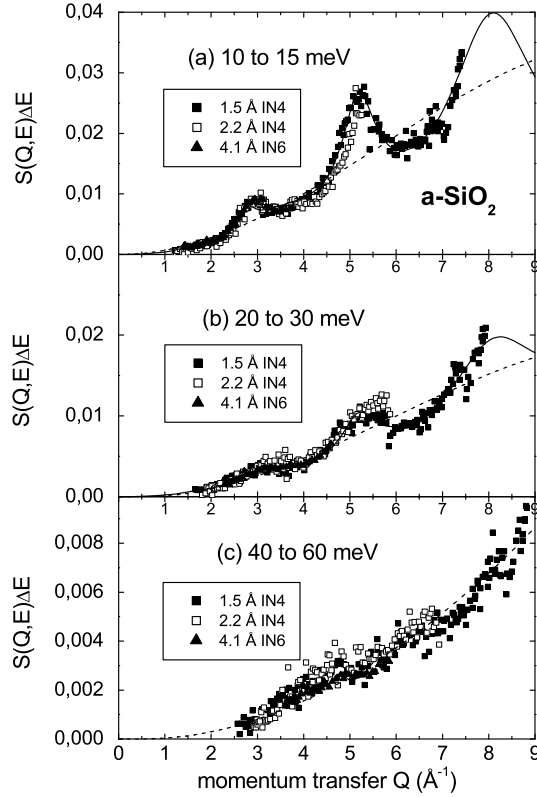 0,04
(a) 10 to 15 meV
0,03
1.5 Å IN4
2.2 Å IN4
4.1 Å IN6
0,02
S(Q,E)ΔE
a-SiO2
0,01
0,00
0 1 2 3 4 5 6 7 8 9
(b) 20 to 30 meV
0,02
1.5 Å IN4
2.2 Å IN4
4.1 Å IN6
S(Q,E)ΔE
0,01
0,00
0 1 2 3 4 5 6 7 8 9
(c) 40 to 60 meV
0,008
1.5 Å IN4
2.2 Å IN4
4.1 Å IN6
0,006
S(Q,E)ΔE
0,004
0,002
0,000
0 1 2 3 4 5 6 7 8 9
momentum transfer Q (Å-1)